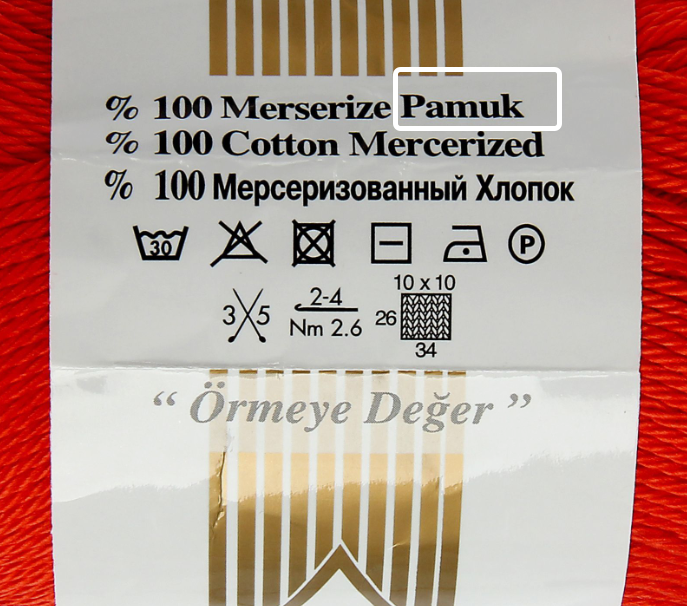 % 100 Merserize Pamuk
% 100 Cotton Mercerized
% 100 Мерсеризованный Хлопок
30 P
3 5 2-4 Nm 2.6 10 x 10 26 34
“ Örmeye Değer ”